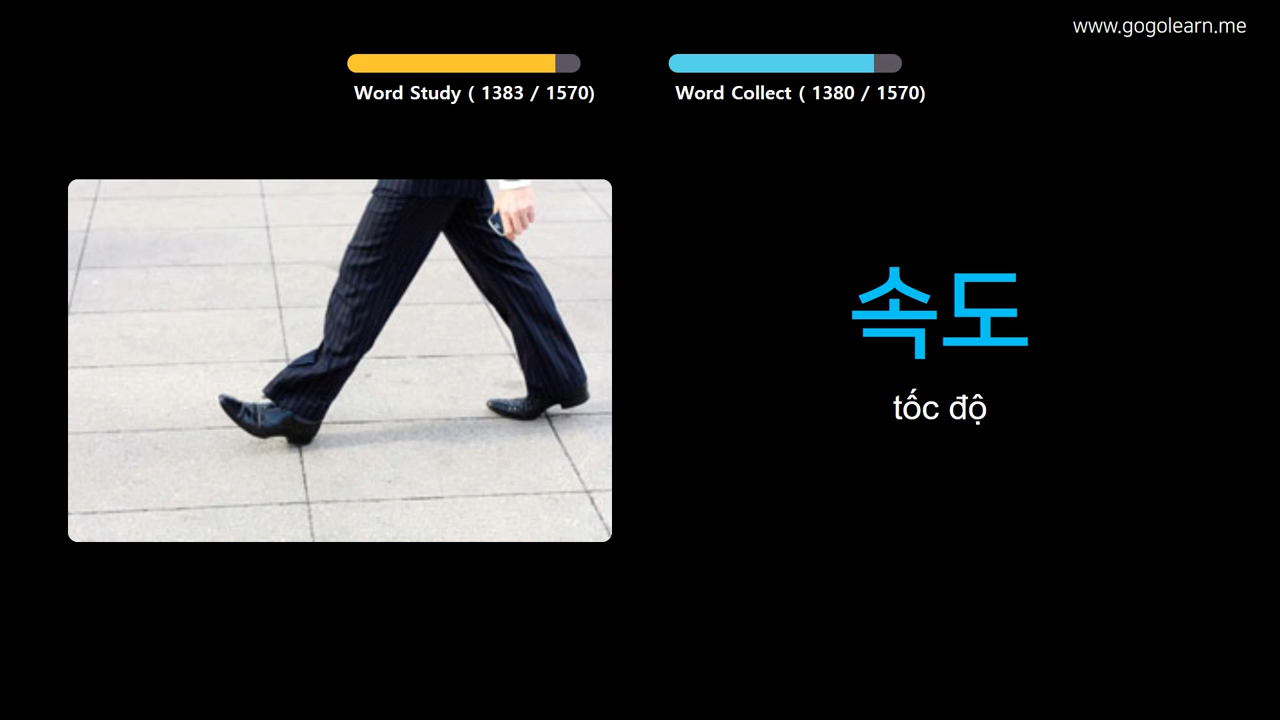 www.gogolearn.me
Word Study ( 1383 / 1570)
Word Collect ( 1380 / 1570)
속도
tốc độ